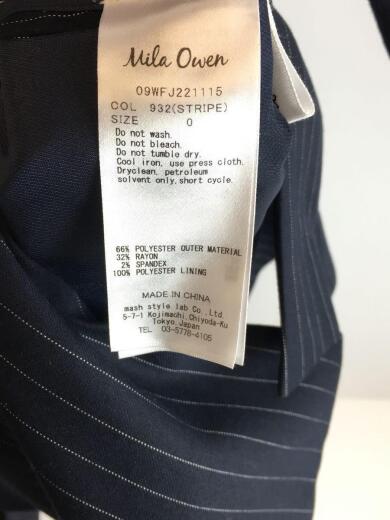 Mila Owen
09WFJ221115
COL 932(STRIPE)
SIZE 0
Do not wash.
Do not bleach.
Do not tumble dry.
Cool iron, use press cloth.
Dryclean, petroleum
solvent only,short cycle.
66% POLYESTER OUTER MATERIAL
32% RAYON
2% SPANDEX
100% POLYESTER LINING
MADE IN CHINA
mash style lab Co.,Ltd.
5-7-1 Kojimachi,Chiyoda-Ku
Tokyo,Japan
TEL 03-5778-4105